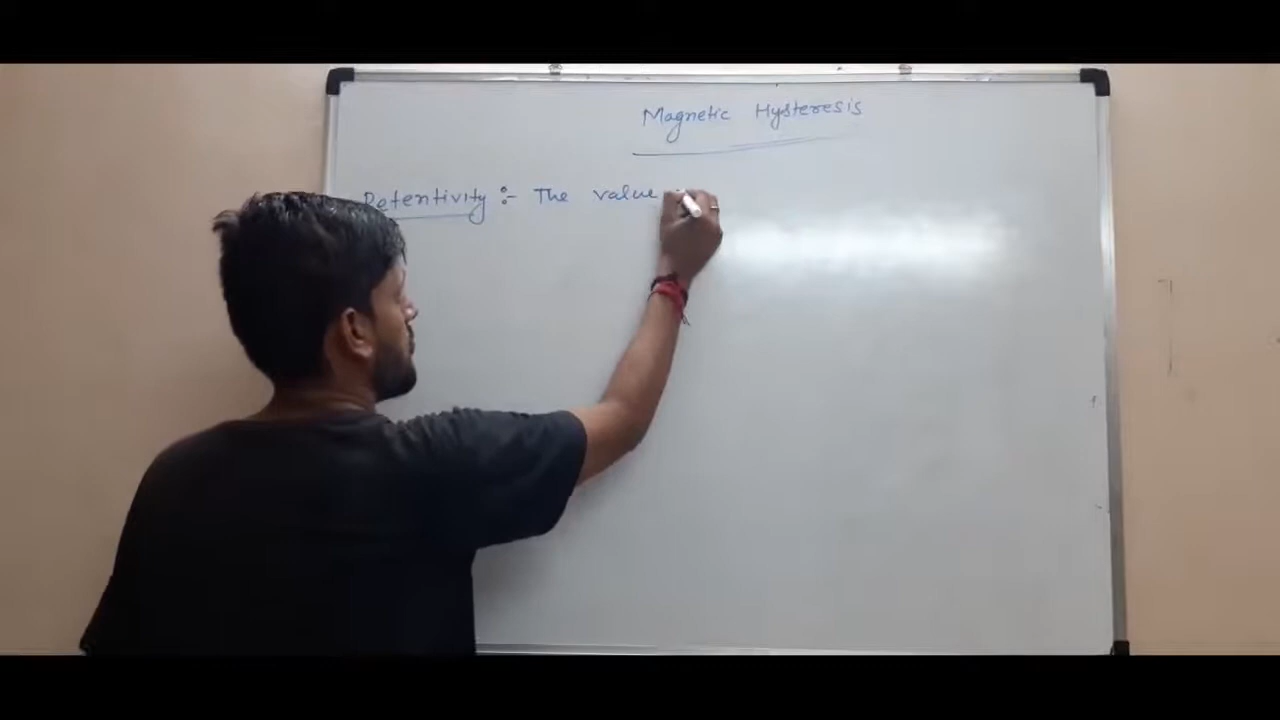 Magnetic Hysteresis
Retentivity :- The value